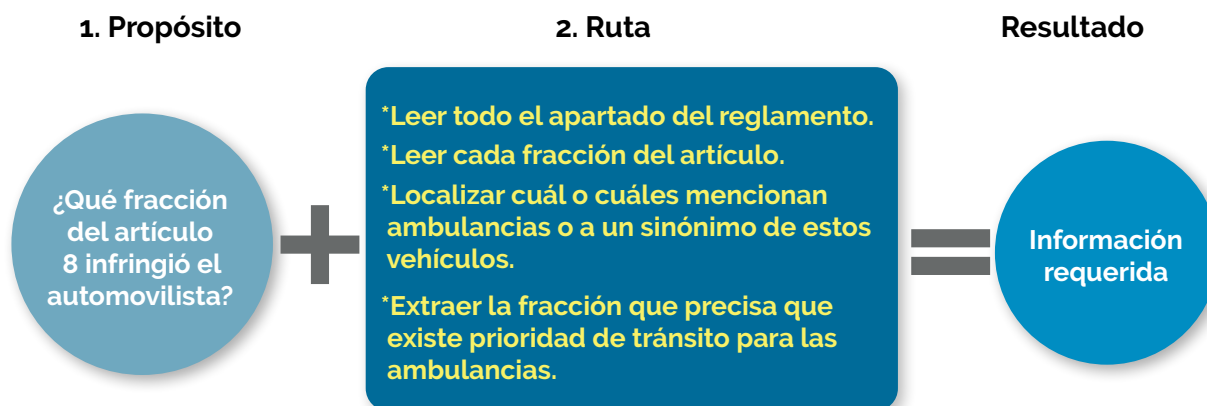 1. Propósito
2. Ruta
Resultado
¿Qué fracción
del artículo
8 infringió el
automovilista?
+
*Leer todo el apartado del reglamento.
*Leer cada fracción del artículo.
*Localizar cuál o cuáles mencionan
ambulancias o a un sinónimo de estos
vehículos.
*Extraer la fracción que precisa que
existe prioridad de tránsito para las
ambulancias.
=
Información
requerida